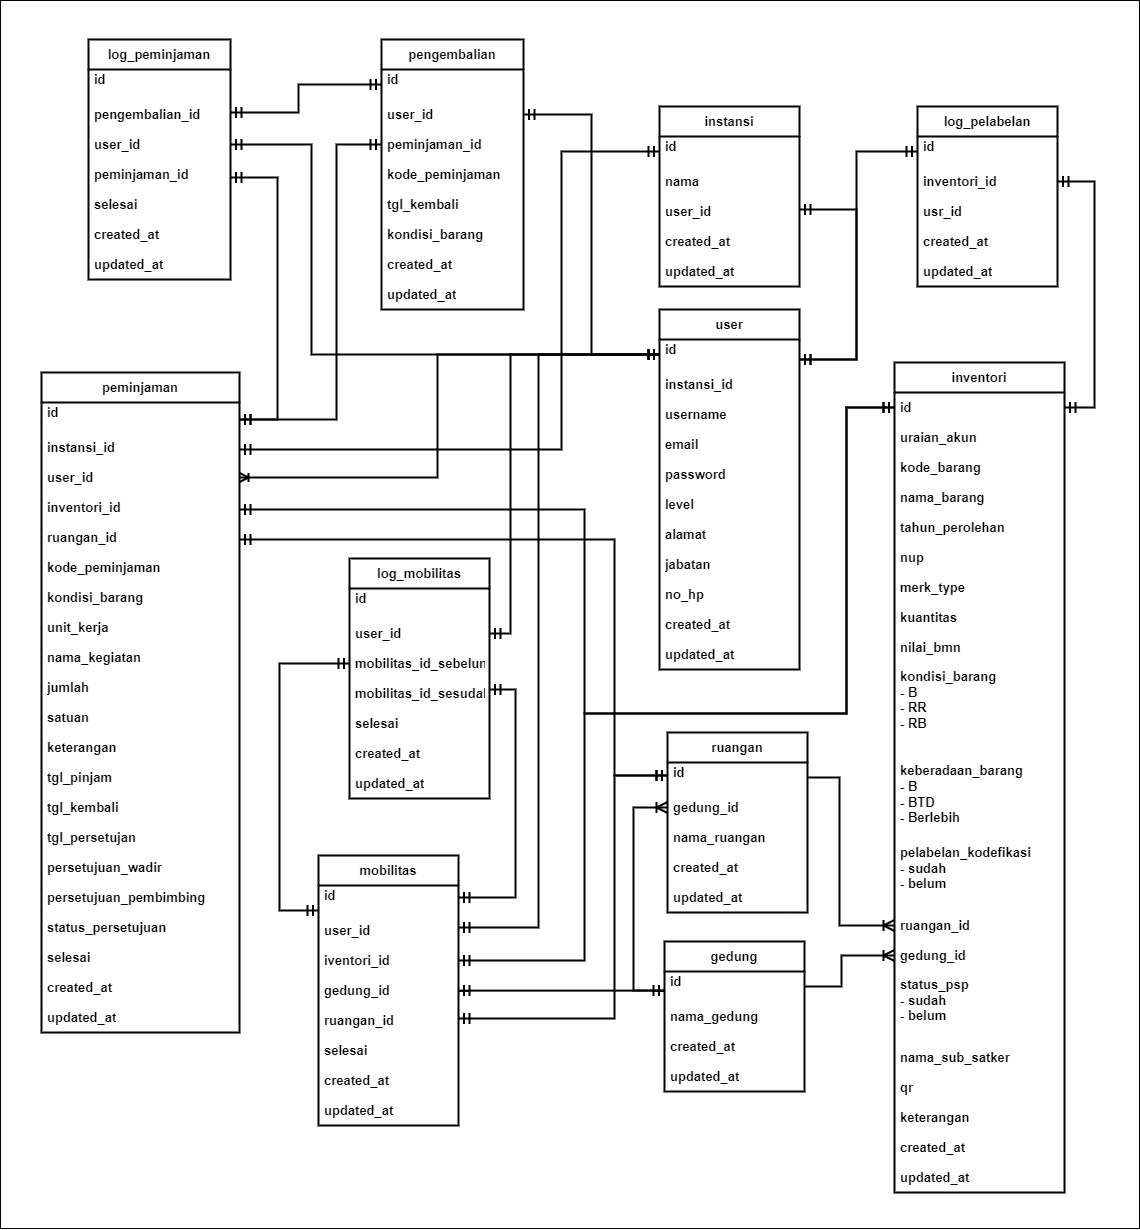 log_peminjaman
id
pengembalian_id
user_id
peminjaman_id
selesai
created_at
updated_at
pengembalian
id
user_id
peminjaman_id
kode_peminjaman
tgl_kembali
kondisi_barang
created_at
updated_at
instansi
id
nama
user_id
created_at
updated_at
log_pelabelan
id
inventori_id
usr_id
created_at
updated_at
user
id
instansi_id
username
email
password
level
alamat
jabatan
no_hp
created_at
updated_at
peminjaman
id
instansi_id
user_id
inventori_id
ruangan_id
kode_peminjaman
kondisi_barang
unit_kerja
nama_kegiatan
jumlah
satuan
keterangan
tgl_pinjam
tgl_kembali
tgl_persetujan
persetujuan_wadir
persetujuan_pembimbing
status_persetujuan
selesai
created_at
updated_at
log_mobilitas
id
user_id
mobilitas_id_sebelun
mobilitas_id_sesudal
selesai
created_at
updated_at
mobilitas
id
user_id
iventori_id
gedung_id
ruangan_id
selesai
created_at
updated_at
ruangan
id
gedung_id
nama_ruangan
created_at
updated_at
gedung
id
nama_gedung
created_at
updated_at
inventori
id
uraian_akun
kode_barang
nama_barang
tahun_perolehan
nup
merk_type
kuantitas
nilai_bmn
kondisi_barang
- B
- RR
- RB
keberadaan_barang
- B
- BTD
- Berlebih
pelabelan_kodefikasi
- sudah
- belum
ruangan_id
gedung_id
status_psp
- sudah
- belum
nama_sub_satker
qr
keterangan
created_at
updated_at